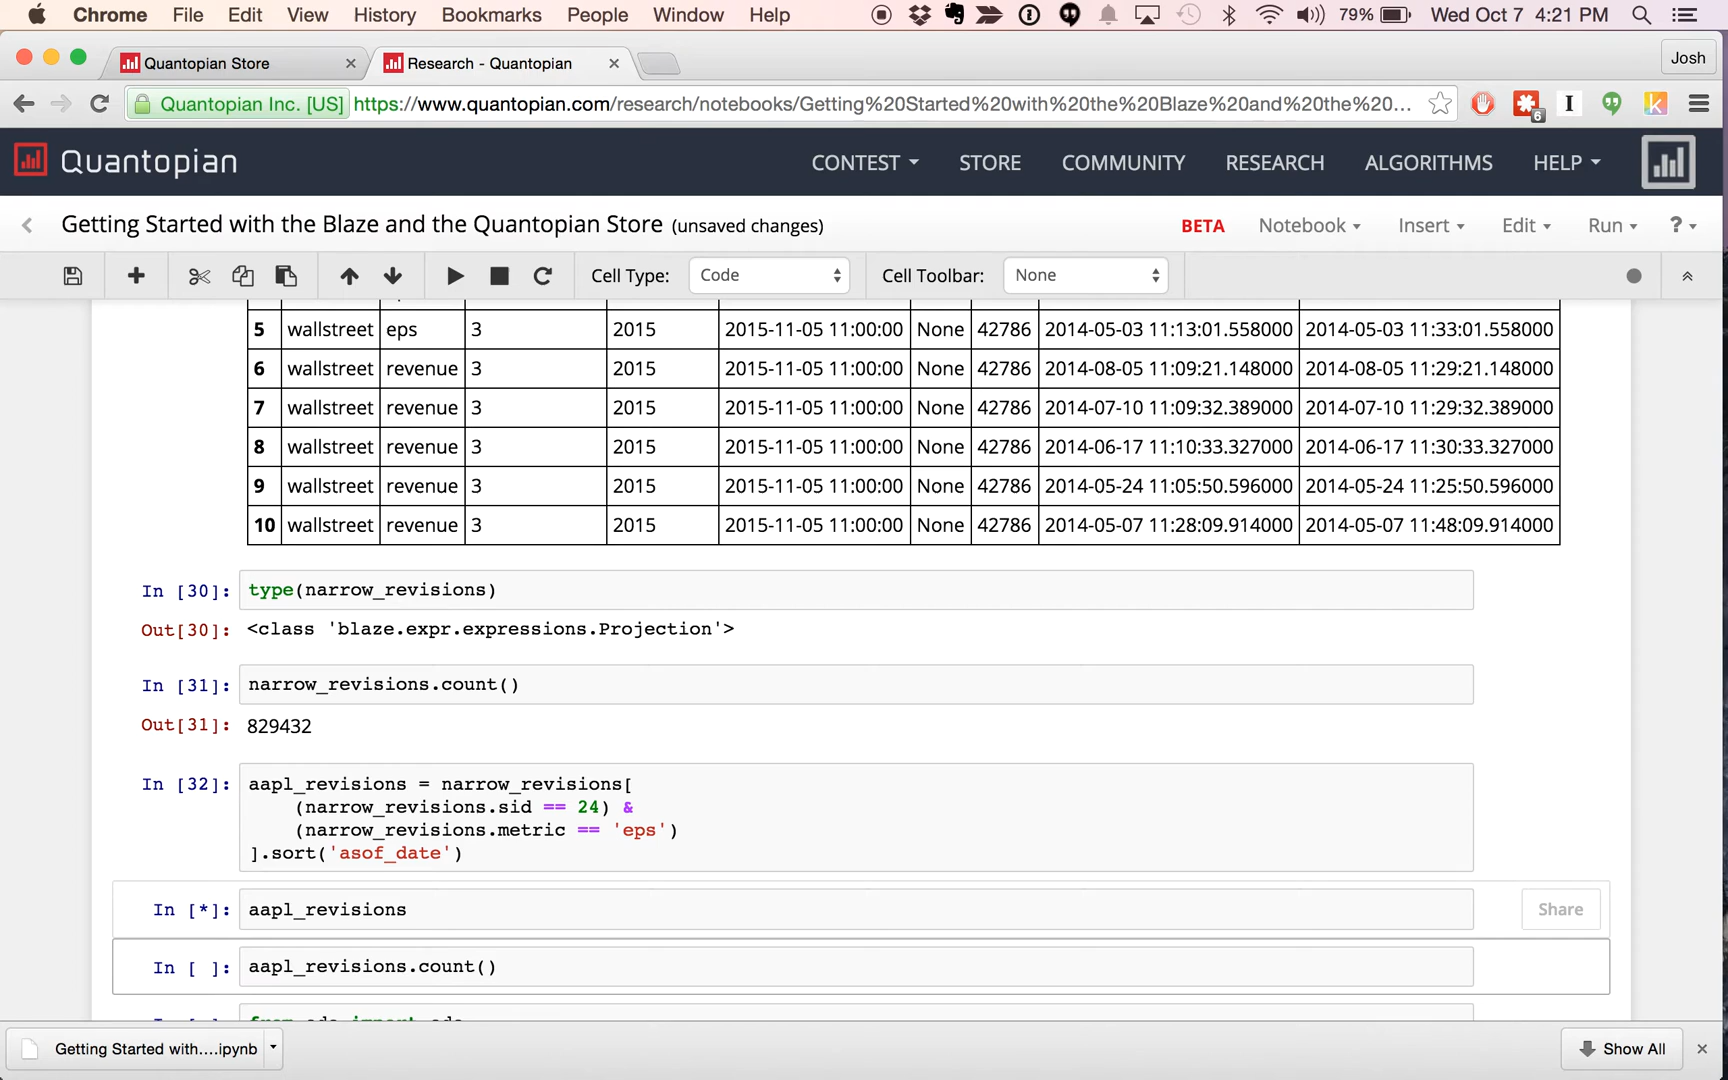 Chrome File Edit View History Bookmarks People Window Help 79% Wed Oct 7 4:21 PM
Quantopian Store Research - Quantopian Josh
Quantopian Inc. [US] https://www.quantopian.com/research/notebooks/Getting%20Started%20with%20the%20Blaze%20and%20the%20... 6
Quantopian CONTEST STORE COMMUNITY RESEARCH ALGORITHMS HELP
Getting Started with the Blaze and the Quantopian Store (unsaved changes) BETA Notebook Insert Edit Run ?
Cell Type: Code Cell Toolbar: None
5 wallstreet eps 3 2015 2015-11-05 11:00:00 None 42786 2014-05-03 11:13:01.558000 2014-05-03 11:33:01.558000
6 wallstreet revenue 3 2015 2015-11-05 11:00:00 None 42786 2014-08-05 11:09:21.148000 2014-08-05 11:29:21.148000
7 wallstreet revenue 3 2015 2015-11-05 11:00:00 None 42786 2014-07-10 11:09:32.389000 2014-07-10 11:29:32.389000
8 wallstreet revenue 3 2015 2015-11-05 11:00:00 None 42786 2014-06-17 11:10:33.327000 2014-06-17 11:30:33.327000
9 wallstreet revenue 3 2015 2015-11-05 11:00:00 None 42786 2014-05-24 11:05:50.596000 2014-05-24 11:25:50.596000
10 wallstreet revenue 3 2015 2015-11-05 11:00:00 None 42786 2014-05-07 11:28:09.914000 2014-05-07 11:48:09.914000
In [30]: type(narrow_revisions)
Out[30]: <class 'blaze.expr.expressions.Projection'>
In [31]: narrow_revisions.count()
Out[31]: 829432
In [32]: aapl_revisions = narrow_revisions[
(narrow_revisions.sid == 24) &
(narrow_revisions.metric == 'eps')
].sort('asof_date')
In [*]: aapl_revisions Share
In [ ]: aapl_revisions.count()
Getting Started with....ipynb Show All